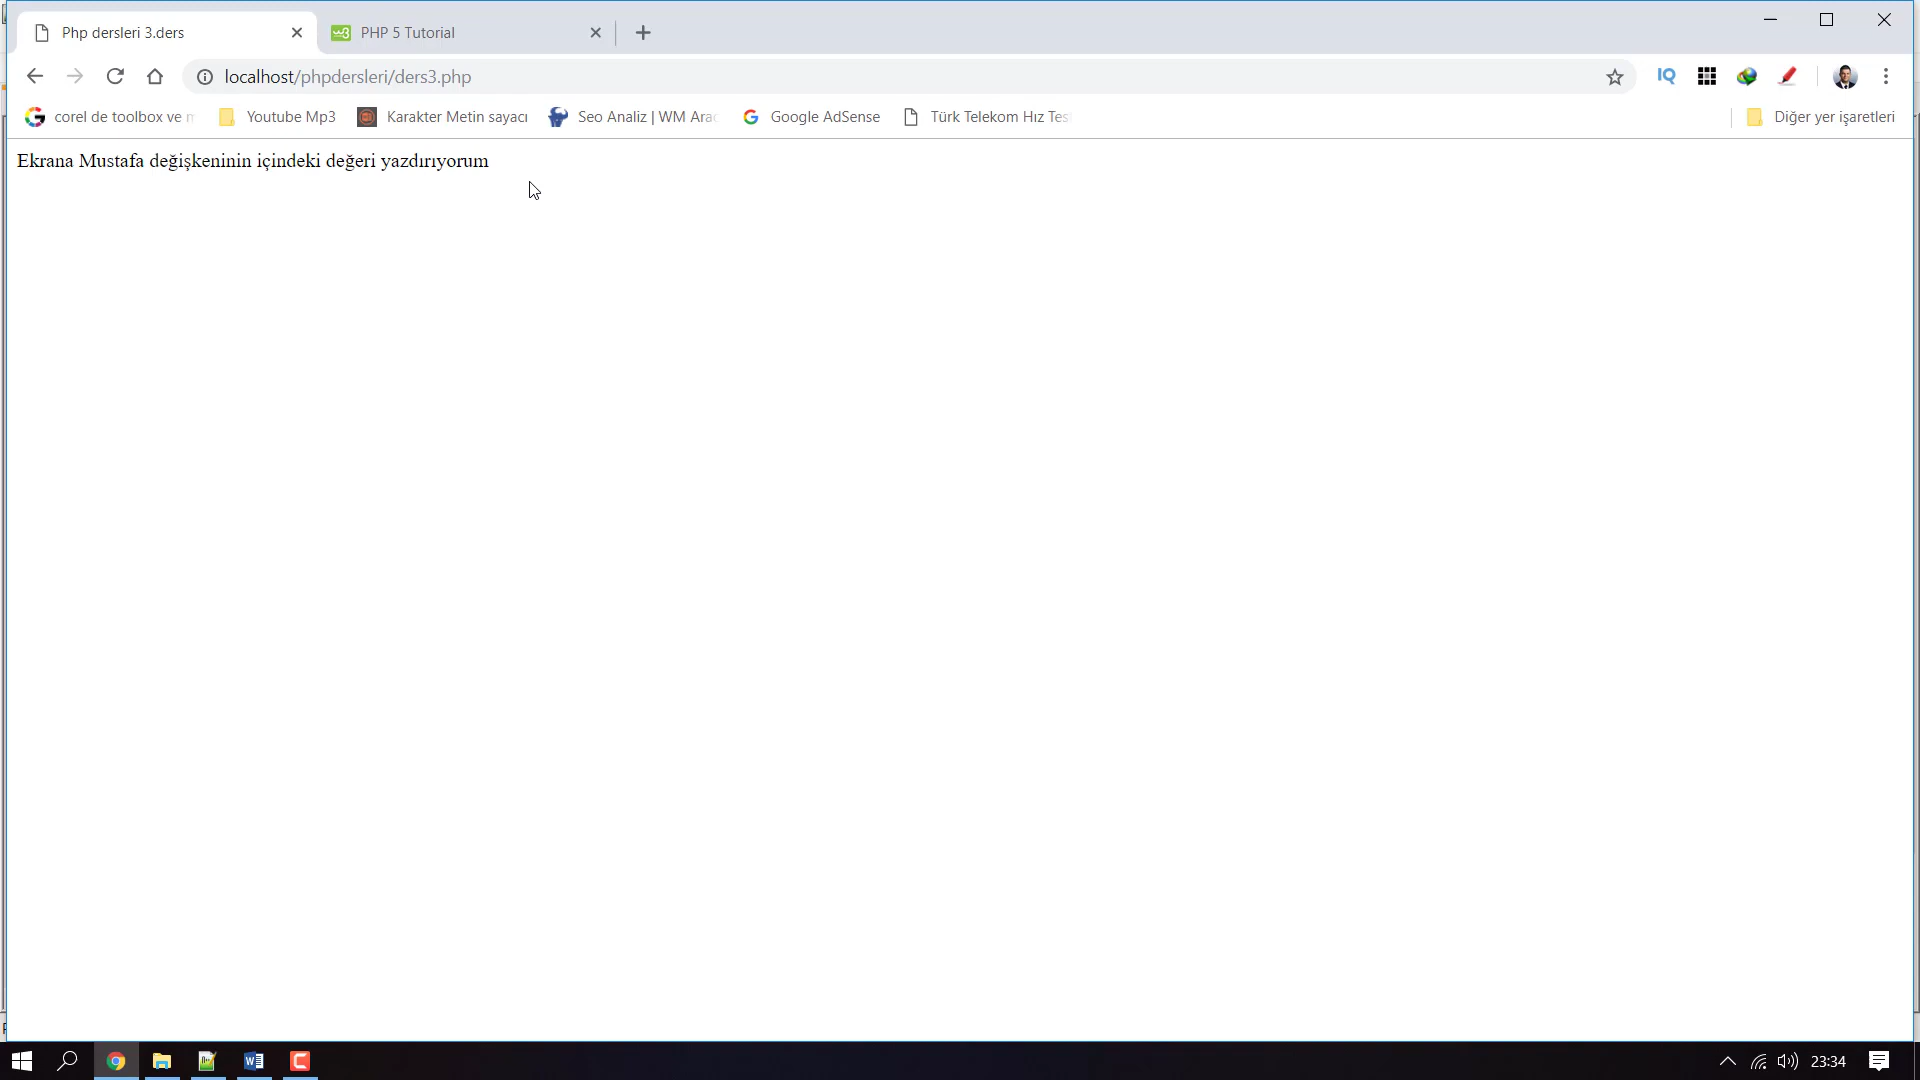 Php dersleri 3.ders
PHP 5 Tutorial
localhost/phpdersleri/ders3.php
IQ
corel de toolbox ve
Youtube Mp3
Karakter Metin sayacı
Seo Analiz | WM Arac
Google AdSense
Türk Telekom Hız Tes
Diğer yer işaretleri
Ekrana Mustafa değişkeninin içindeki değeri yazdırıyorum
23:34